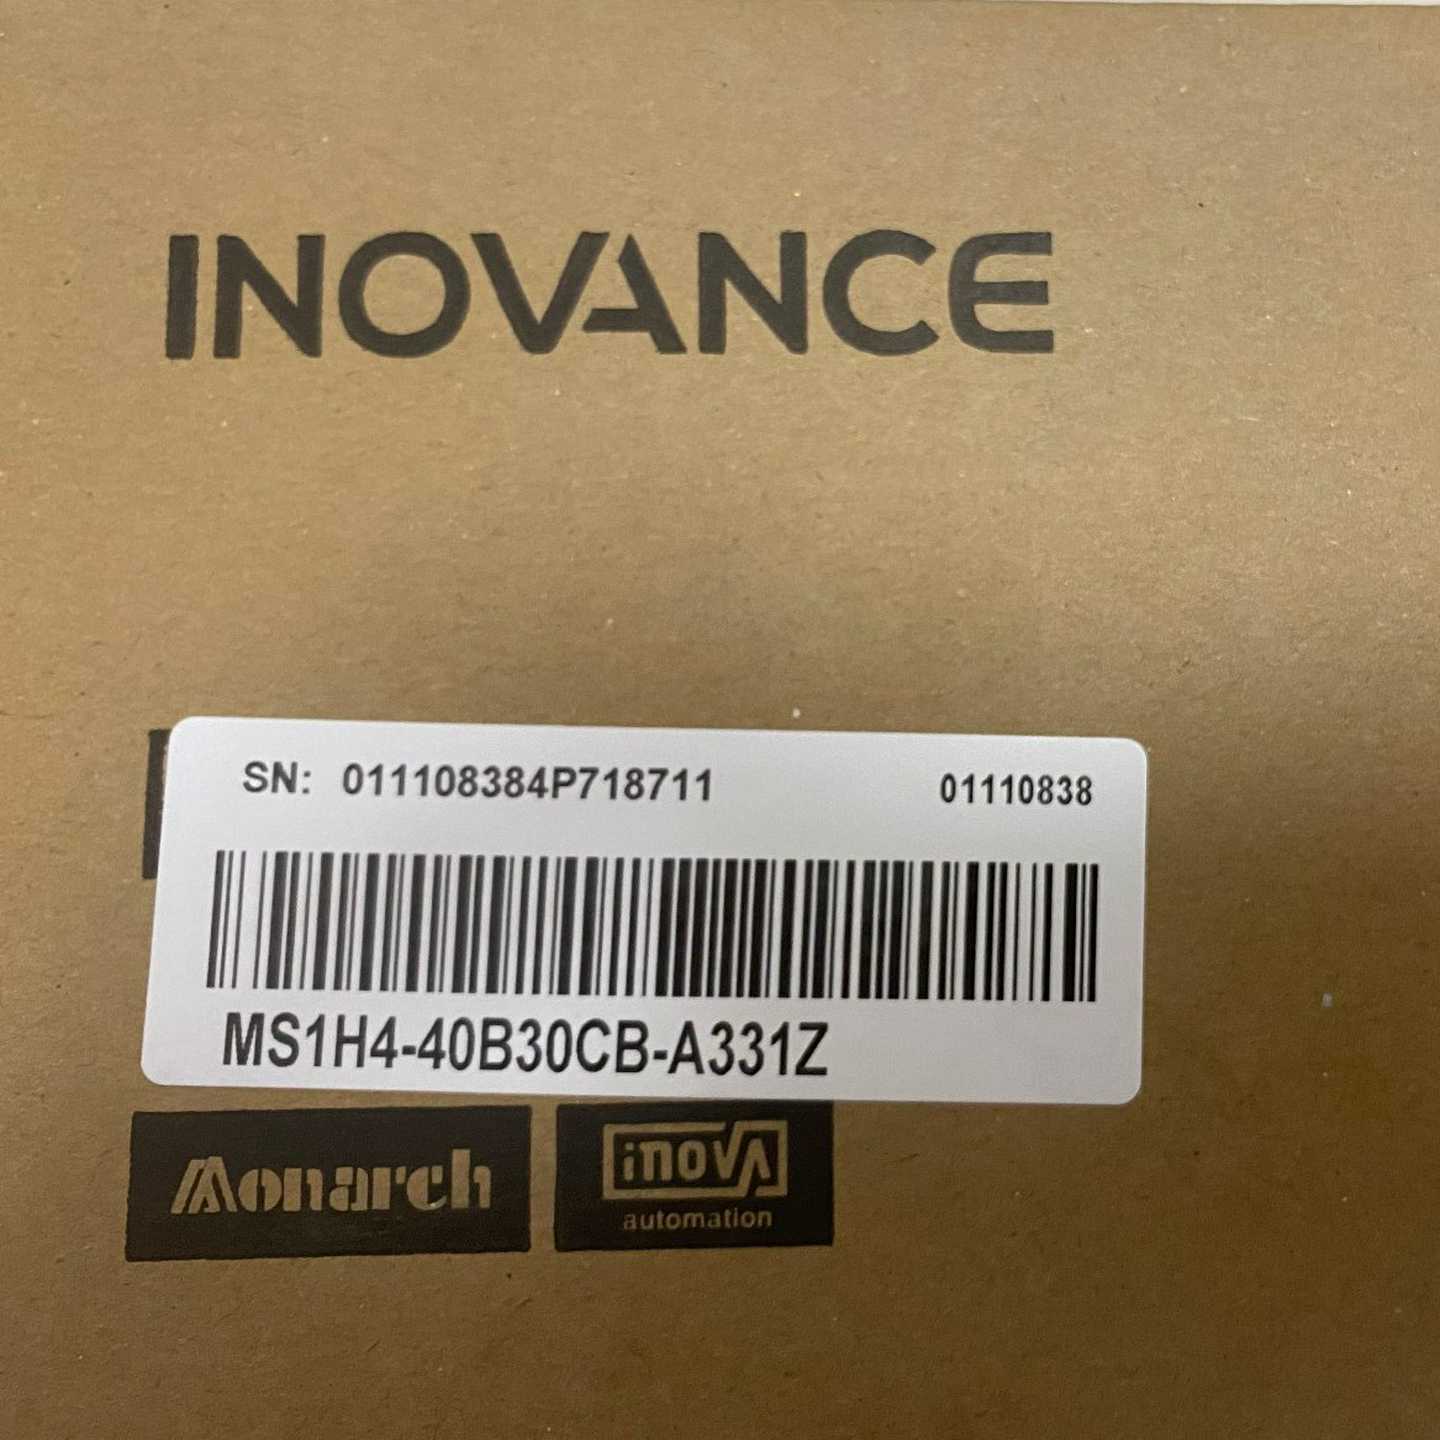 INOVANCE
SN: 011108384P718711 01110838
MS1H4-40B30CB-A331Z
Monarch
inovA
automation